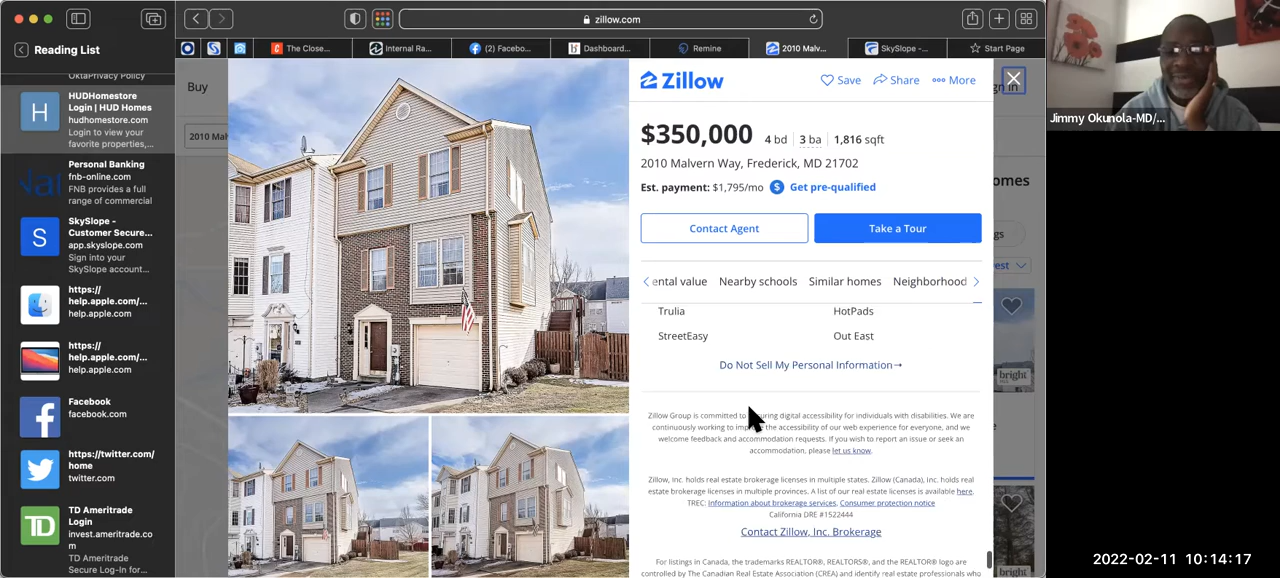 zillow.com
Reading List
The Close...
Internal Ra...
(2) Facebo...
Dashboard...
Remine
2010 Malv...
SkySlope -...
Start Page
OktaPrivacy Policy
H
HUDHomestore
Login | HUD Homes
hudhomestore.com
Login to view your
favorite properties,...
Personal Banking
fnb-online.com
FNB provides a full
range of commercial
S
SkySlope -
Customer Secure...
app.skyslope.com
Sign into your
SkySlope account...
https://
help.apple.com/...
help.apple.com
https://
help.apple.com/...
help.apple.com
Facebook
facebook.com
https://twitter.com/
home
twitter.com
TD
TD Ameritrade
Login
invest.ameritrade.co
m
TD Ameritrade
Secure Log-In for...
Buy
2010 Mal
Zillow
Save
Share
More
$350,000 4 bd 3 ba 1,816 sqft
2010 Malvern Way, Frederick, MD 21702
Est. payment: $1,795/mo $ Get pre-qualified
Contact Agent
Take a Tour
ental value Nearby schools Similar homes Neighborhood
Trulia HotPads
StreetEasy Out East
Do Not Sell My Personal Information→
Zillow Group is committed to ring digital accessibility for individuals with disabilities. We are
continuously working to the accessibility of our web experience for everyone, and we
welcome feedback and accommodation requests. If you wish to report an issue or seek an
accommodation, please let us know.
Zillow, Inc. holds real estate brokerage licenses in multiple states. Zillow (Canada), Inc. holds real
estate brokerage licenses in multiple provinces. A list of our real estate licenses is available here.
TREC: Information about brokerage services, Consumer protection notice
California DRE #1522444
Contact Zillow, Inc. Brokerage
For listings in Canada, the trademarks REALTOR®, REALTORS®, and the REALTOR® logo are
controlled by The Canadian Real Estate Association (CREA) and identify real estate professionals who
omes
gs
est
bright
bright
Jimmy Okunola-MD/...
2022-02-11 10:14:17